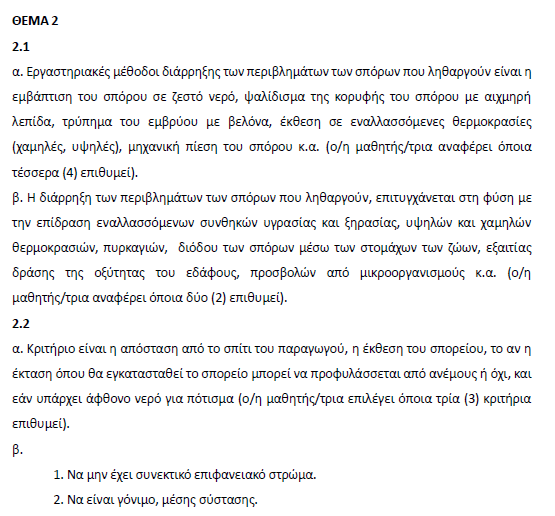 ΘΕΜΑ 2
2.1
α. Εργαστηριακές μέθοδοι διάρρηξης των περιβλημάτων των σπόρων που ληθαργούν είναι η
εμβάπτιση του σπόρου σε ζεστό νερό, ψαλίδισμα της κορυφής του σπόρου με αιχμηρή
λεπίδα, τρύπημα του εμβρύου με βελόνα, έκθεση σε εναλλασσόμενες θερμοκρασίες
(χαμηλές, υψηλές), μηχανική πίεση του σπόρου κ.α. (ο/η μαθητής/τρια αναφέρει όποια
τέσσερα (4) επιθυμεί).
β. Η διάρρηξη των περιβλημάτων των σπόρων που ληθαργούν, επιτυγχάνεται στη φύση με
την επίδραση εναλλασσόμενων συνθηκών υγρασίας και ξηρασίας, υψηλών και χαμηλών
θερμοκρασιών, πυρκαγιών, διόδου των σπόρων μέσω των στομάχων των ζώων, εξαιτίας
δράσης της οξύτητας του εδάφους, προσβολών από μικροοργανισμούς κ.α. (ο/η
μαθητής/τρια αναφέρει όποια δύο (2) επιθυμεί).
2.2
α. Κριτήριο είναι η απόσταση από το σπίτι του παραγωγού, η έκθεση του σπορείου, το αν η
έκταση όπου θα εγκατασταθεί το σπορείο μπορεί να προφυλάσσεται από ανέμους ή όχι, και
εάν υπάρχει άφθονο νερό για πότισμα (ο/η μαθητής/τρια επιλέγει όποια τρία (3) κριτήρια
επιθυμεί).
β.
1. Να μην έχει συνεκτικό επιφανειακό στρώμα.
2. Να είναι γόνιμο, μέσης σύστασης.